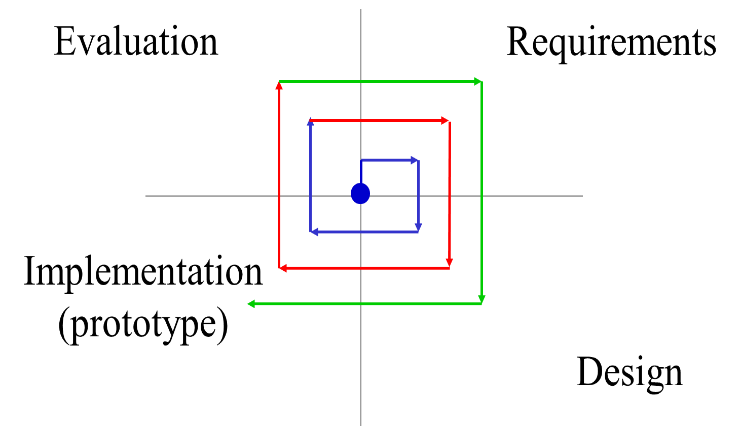 Evaluation
Requirements
Implementation
(prototype)
Design